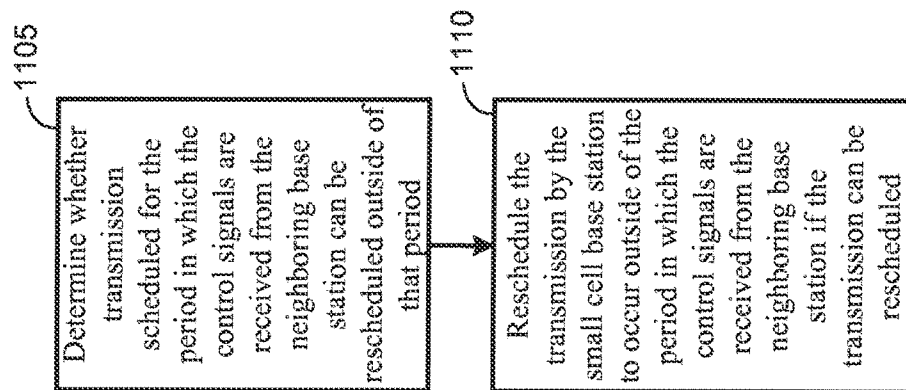 1105
Determine whether
transmission
scheduled for the
period in which the
control signals are
received from the
neighboring base
station can be
rescheduled outside of
that period
1110
Reschedule the
transmission by the
small cell base station
to occur outside of the
period in which the
control signals are
received from the
neighboring base
station if the
transmission can be
rescheduled